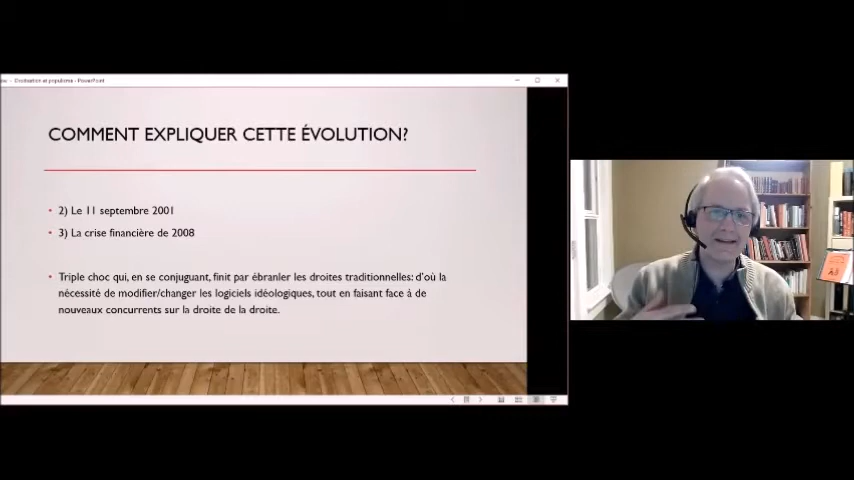 Droitisation et populisme - PowerPoint
COMMENT EXPLIQUER CETTE ÉVOLUTION?
• 2) Le 11 septembre 2001
• 3) La crise financière de 2008
• Triple choc qui, en se conjuguant, finit par ébranler les droites traditionnelles: d'où la
nécessité de modifier/changer les logiciels idéologiques, tout en faisant face à de
nouveaux concurrents sur la droite de la droite.